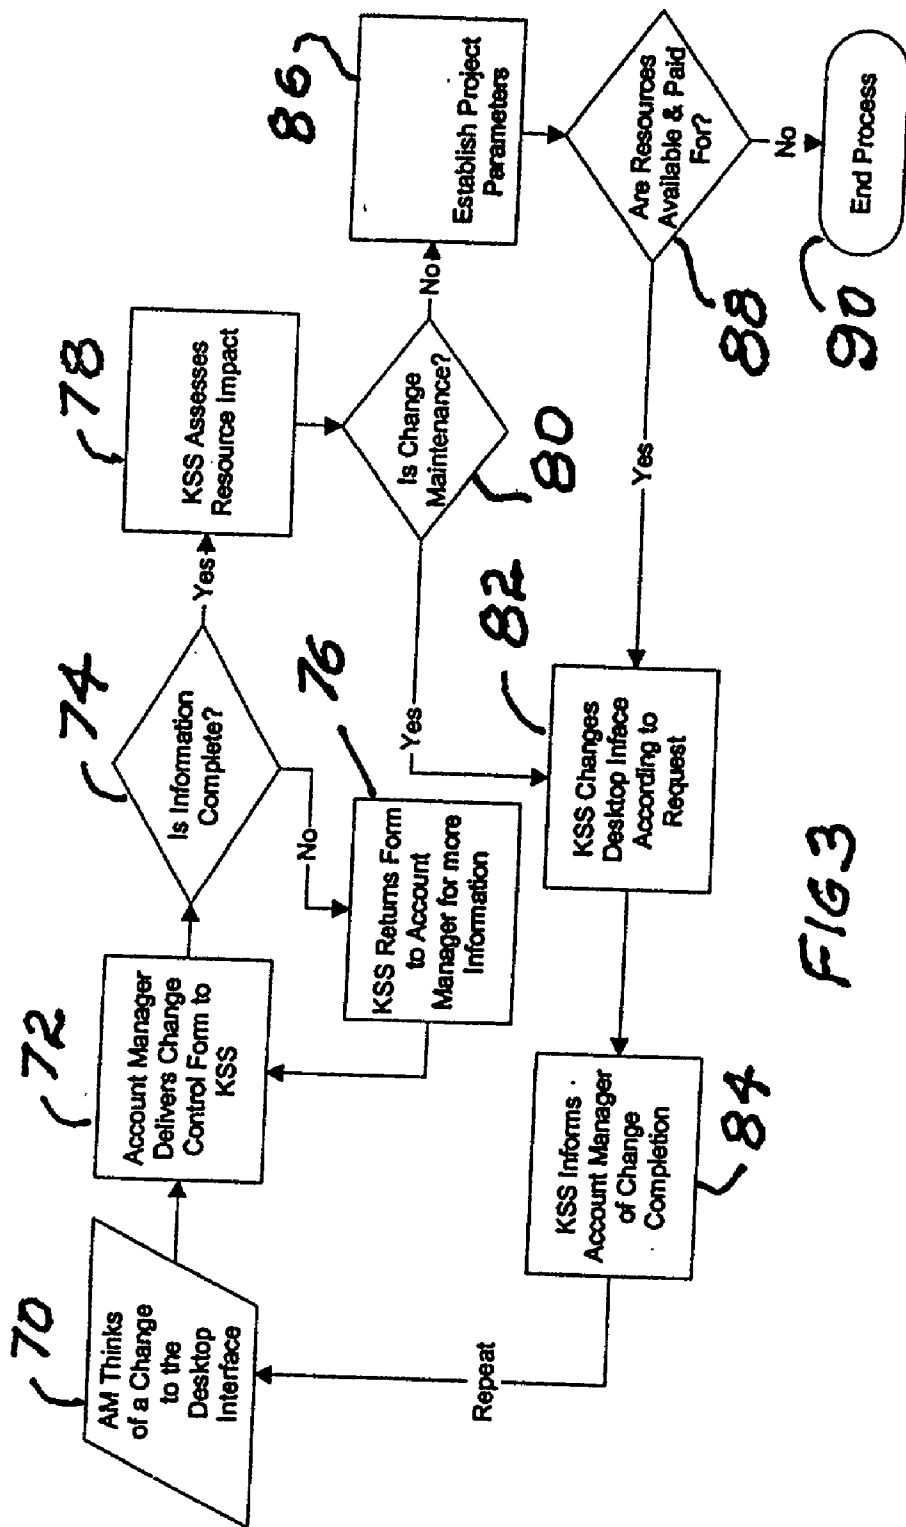 70
AM Thinks
of a Change
to the
Desktop
Interface
72
Account Manager
Delivers Change
Control Form to
KSS
74
Is Information
Complete?
Yes
No
76
KSS Returns Form
to Account
Manager for more
Information
78
KSS Assesses
Resource Impact
80
Is Change
Maintenance?
Yes
No
86
Establish Project
Parameters
88
Are Resources
Available & Paid
For?
Yes
No
90
End Process
82
KSS Changes
Desktop Inface
According to
Request
84
KSS Informs
Account Manager
of Change
Completion
Repeat
FIG 3